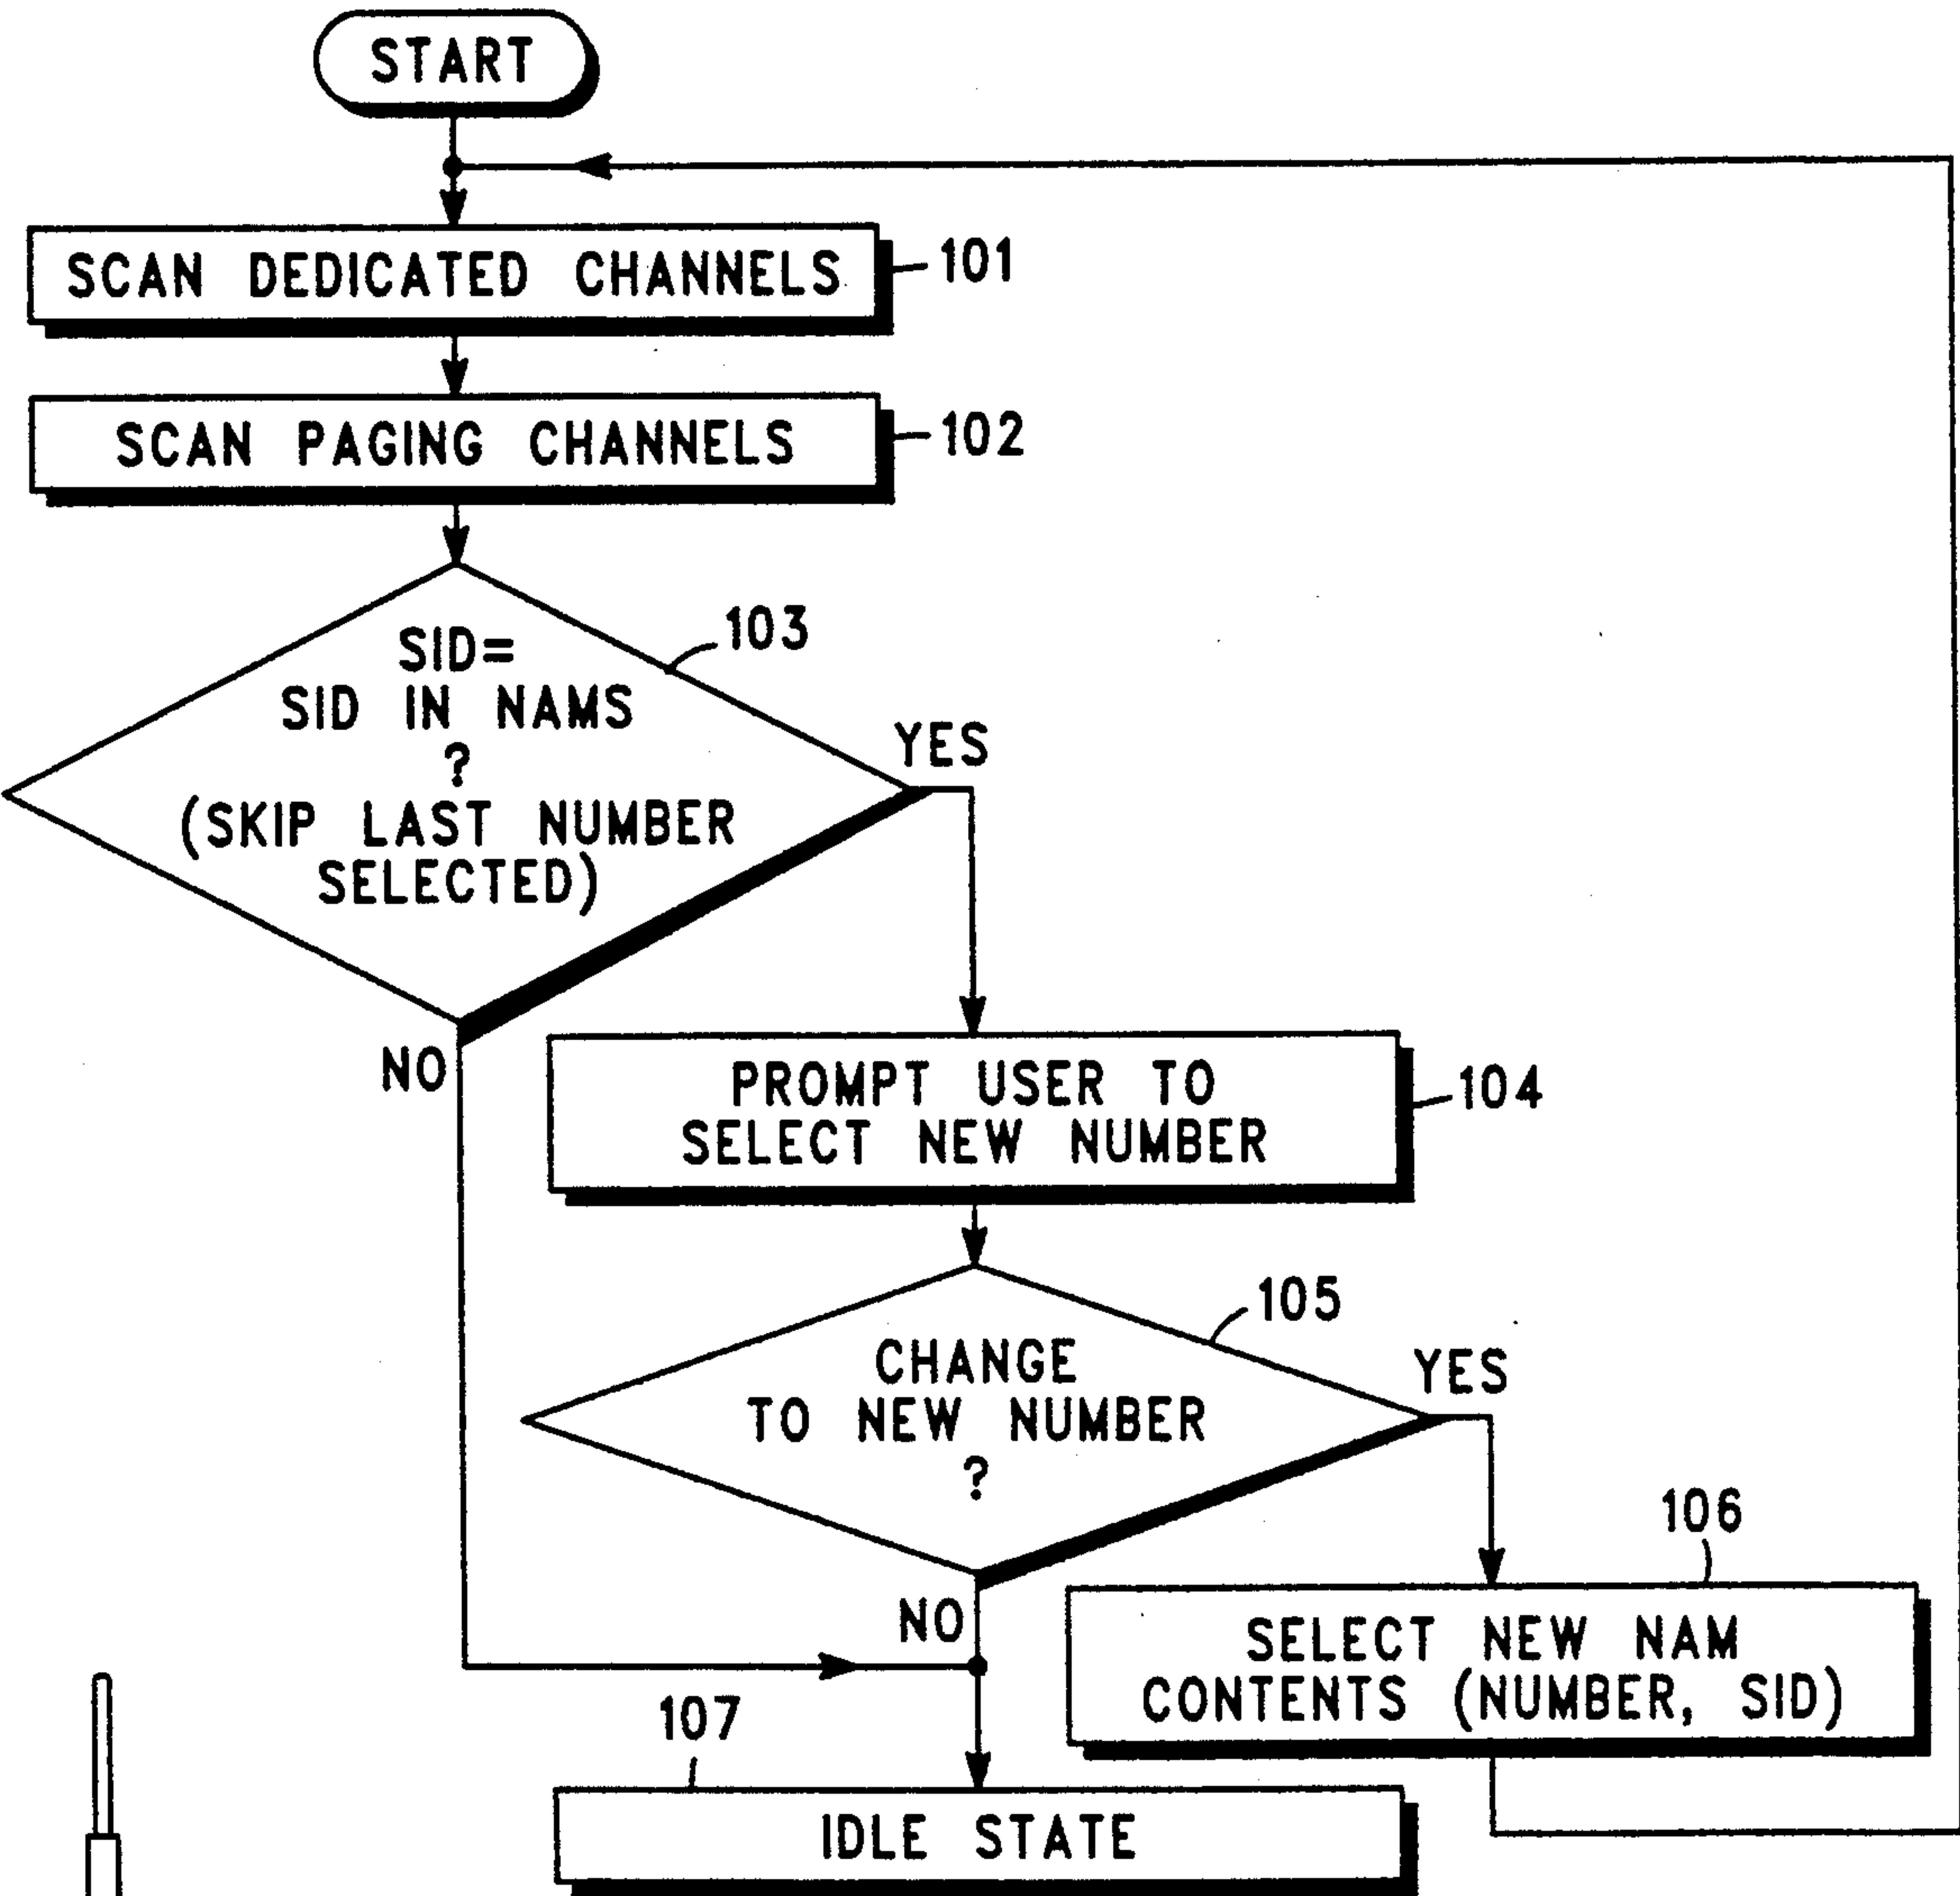 START
SCAN DEDICATED CHANNELS
101
SCAN PAGING CHANNELS
102
103
SID=
SID IN NAMS
?
(SKIP LAST NUMBER
SELECTED)
YES
NO
PROMPT USER TO
SELECT NEW NUMBER
104
105
CHANGE
TO NEW NUMBER
?
YES
NO
106
SELECT NEW NAM
CONTENTS (NUMBER, SID)
107
IDLE STATE